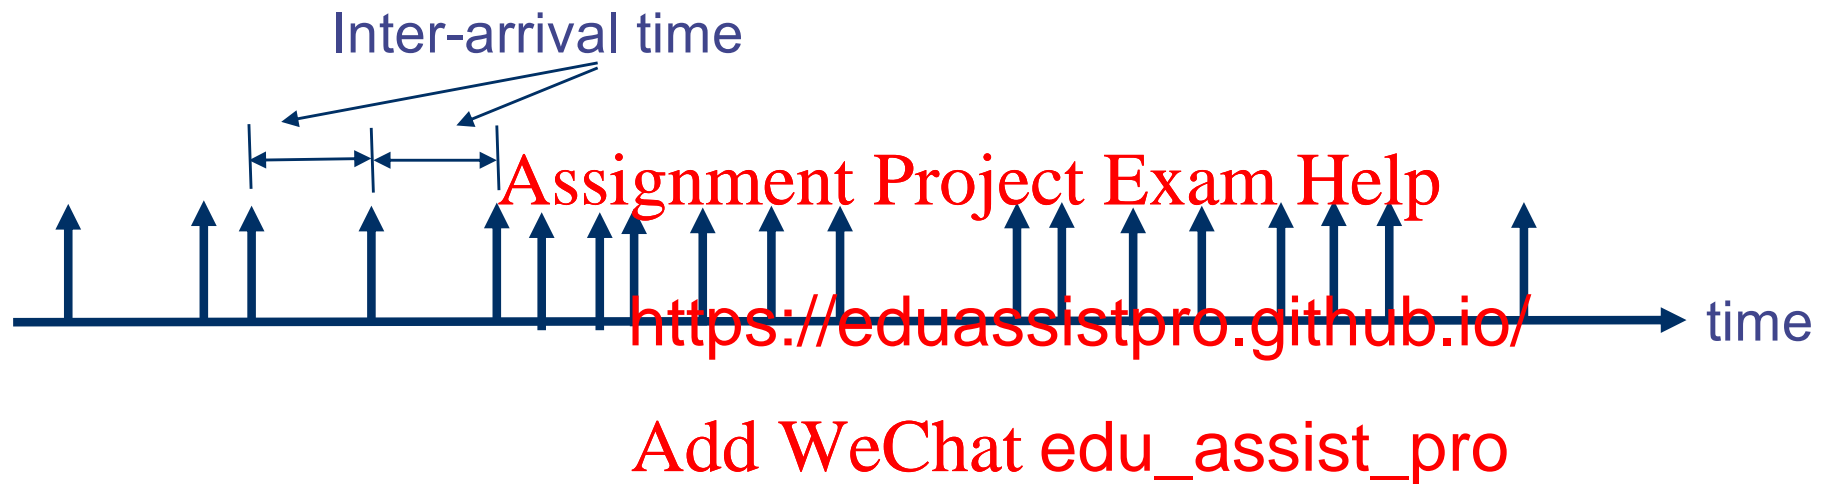 Inter-arrival time
Assignment Project Exam Help
https://eduassistpro.github.io/
time
Add WeChat edu_assist_pro